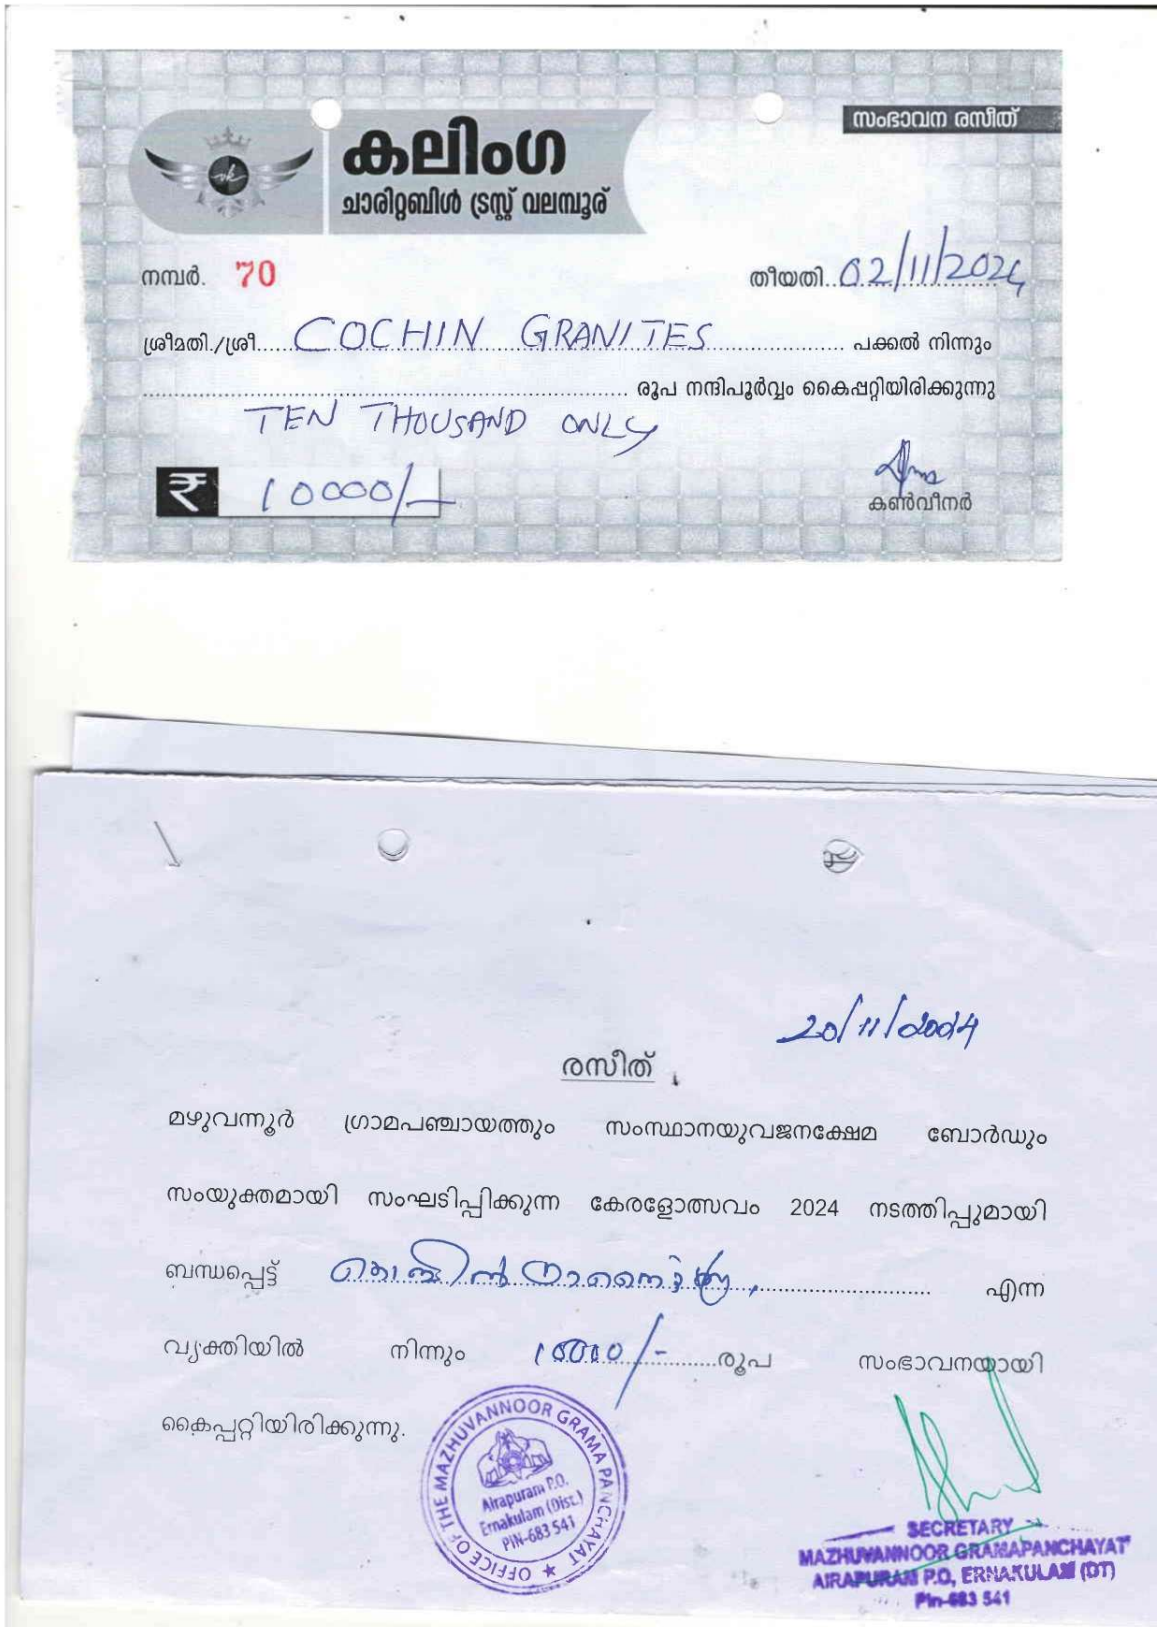 സംഭാവന രസീത്
കലിംഗ
ചാരിറ്റബിൾ ട്രസ്റ്റ് വലമ്പൂര്
നമ്പർ. 70
തീയതി..02/11/2024
ശ്രീമതി./ശ്രീ.....COCHIN GRANITES.................... പക്കൽ നിന്നും
.................................................. രൂപ നന്ദിപൂർവ്വം കൈപ്പറ്റിയിരിക്കുന്നു
TEN THOUSAND ONLY
₹ 10000/-
കൺവീനർ
20/11/2024
രസീത്
മഴുവന്നൂർ ഗ്രാമപഞ്ചായത്തും സംസ്ഥാനയുവജനക്ഷേമ ബോർഡും
സംയുക്തമായി സംഘടിപ്പിക്കുന്ന കേരളോത്സവം 2024 നടത്തിപ്പുമായി
ബന്ധപ്പെട്ട് .................... എന്ന
വ്യക്തിയിൽ നിന്നും 10000/-.......രൂപ സംഭാവനയായി
കൈപ്പറ്റിയിരിക്കുന്നു.
OFFICE OF THE MAZHUVANNOOR GRAMA PANCHAYAT ★
Airapuram P.O.
Ernakulam (Dist.)
PIN-683 541
SECRETARY
MAZHUVANNOOR GRAMAPANCHAYAT
AIRAPURAM P.O, ERNAKULAM (DT)
Pin-683 541